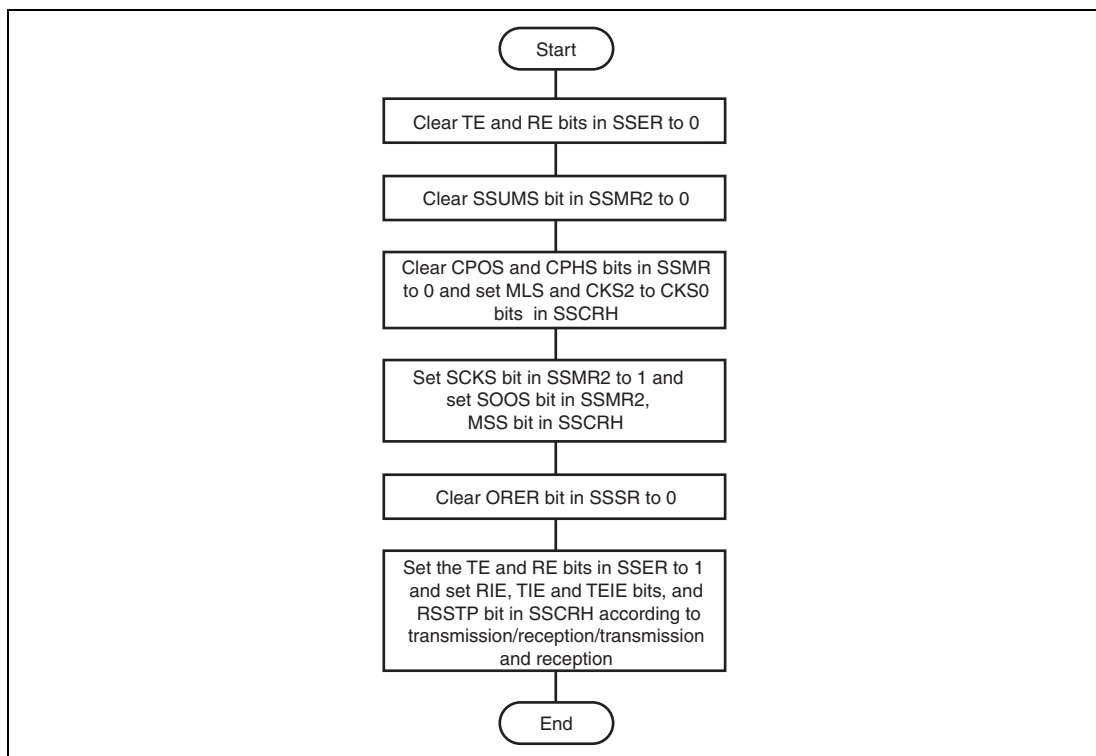 Start
Clear TE and RE bits in SSER to 0
Clear SSUMS bit in SSMR2 to 0
Clear CPOS and CPHS bits in SSMR
to 0 and set MLS and CKS2 to CKS0
bits in SSCRH
Set SCKS bit in SSMR2 to 1 and
set SOOS bit in SSMR2,
MSS bit in SSCRH
Clear ORER bit in SSSR to 0
Set the TE and RE bits in SSER to 1
and set RIE, TIE and TEIE bits, and
RSSTP bit in SSCRH according to
transmission/reception/transmission
and reception
End